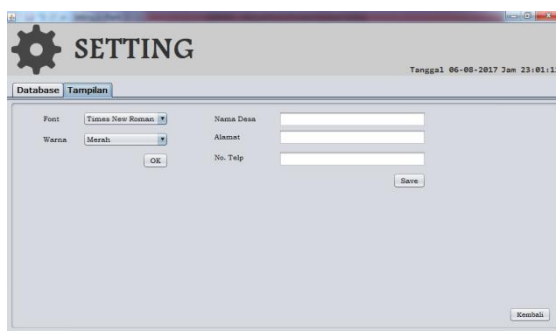 SETTING
Tanggal 06-08-2017 Jam 23:01:1
Database Tampilan
Font Times New Roman Nama Desa
Warna Merah Alamat
OK No. Telp
Save
Kembali